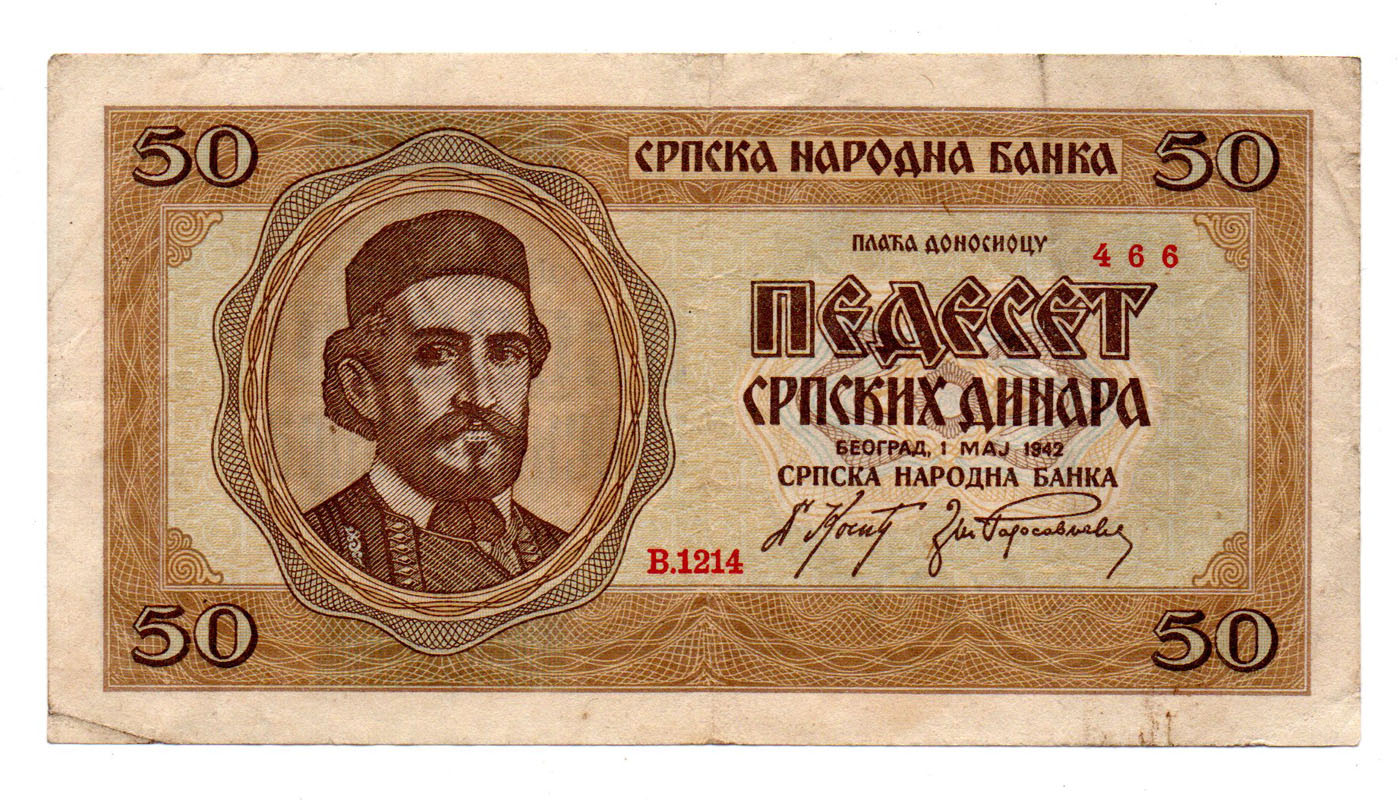 50
СРПСКА НАРОДНА БАНКА
50
ПЛАЋА ДОНОСИОЦУ
466
ПЕДЕСЕТ
СРПСКИХ ДИНАРА
БЕОГРАД, 1 МАЈ 1942
СРПСКА НАРОДНА БАНКА
B.1214
50
50